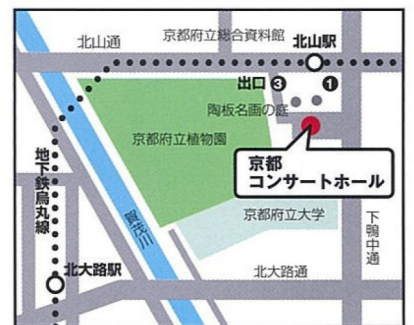 京都府立総合資料館
北山通
北山駅
出口 3 1
陶板名画の庭
京都府立植物園
京都
コンサートホール
地下鉄烏丸線
賀茂川
京都府立大学
下鴨中通
北大路駅
北大路通